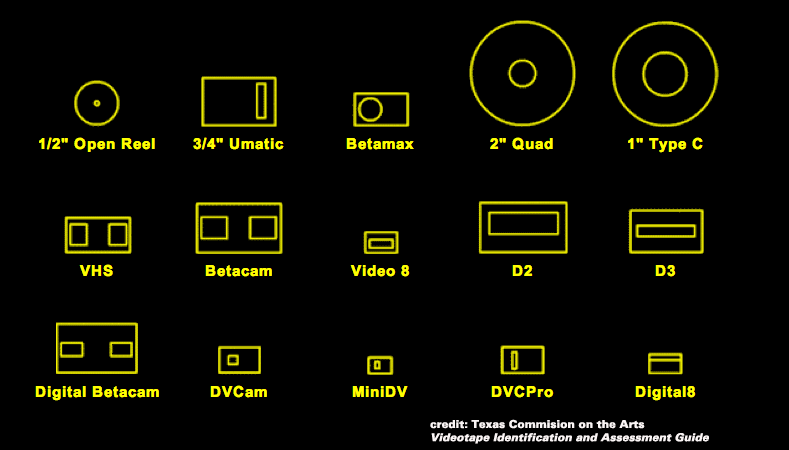 1/2" Open Reel
3/4" Umatic
Betamax
2" Quad
1" Type C
VHS
Betacam
Video 8
D2
D3
Digital Betacam
DVCam
MiniDV
DVCPro
Digital8
credit: Texas Commision on the Arts
Videotape Identification and Assessment Guide